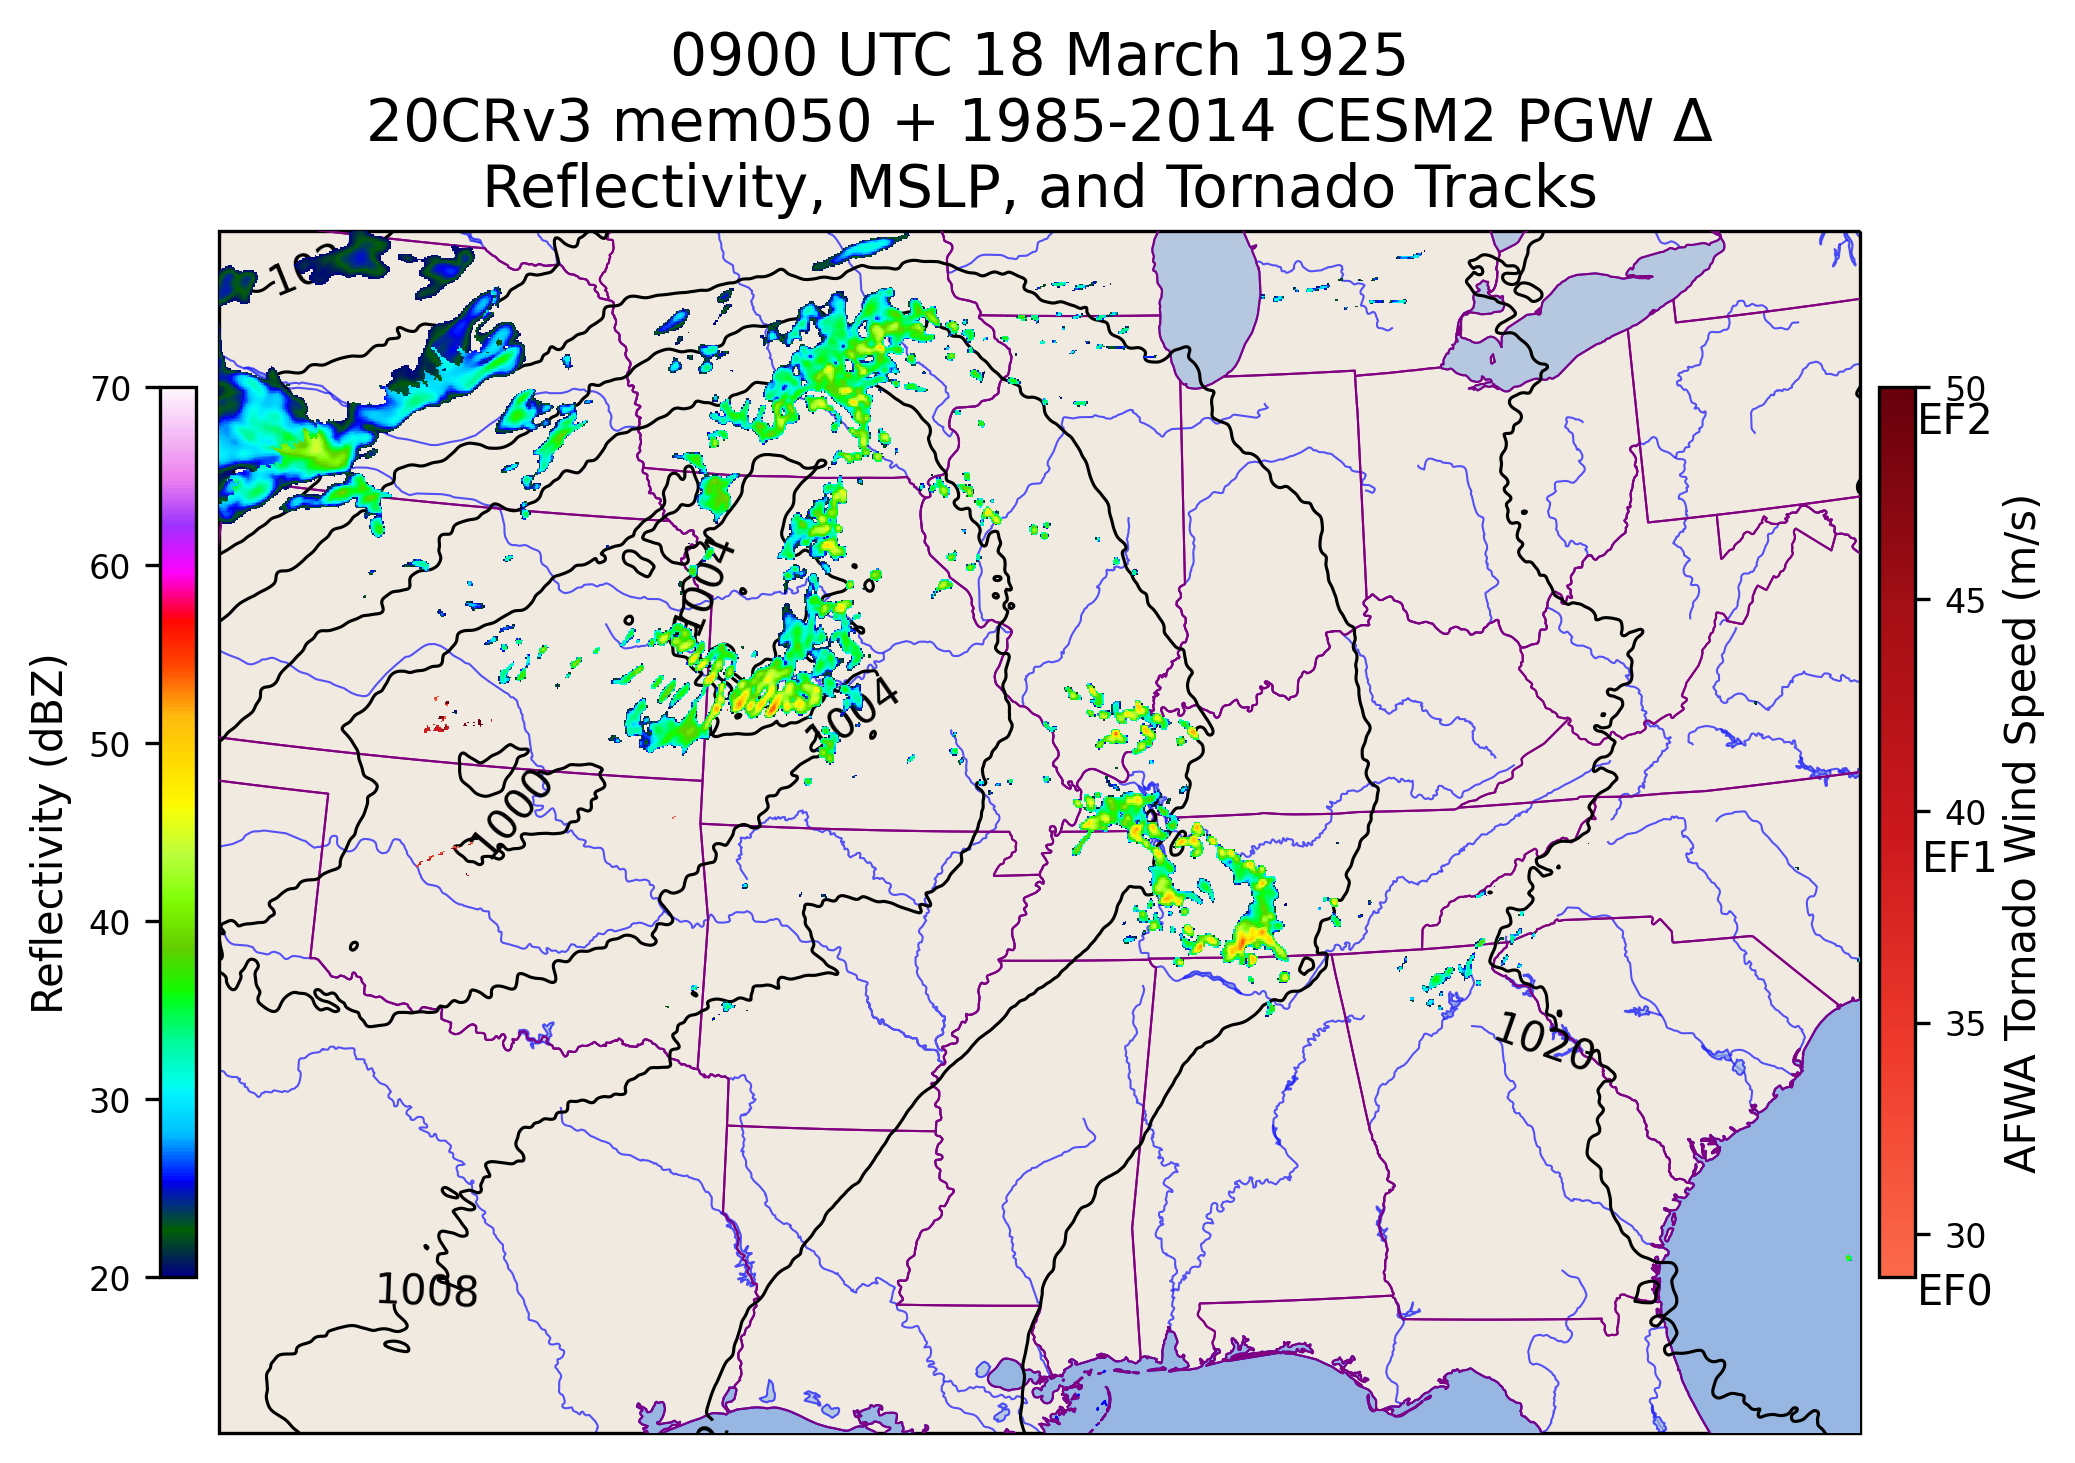 0900 UTC 18 March 1925
20CRv3 mem050 + 1985-2014 CESM2 PGW Δ
Reflectivity, MSLP, and Tornado Tracks
70
60
50
40
30
20
Reflectivity (dBZ)
1004
1004
1000
1020
1008
50
EF2
45
40
EF1
35
30
EF0
AFWA Tornado Wind Speed (m/s)